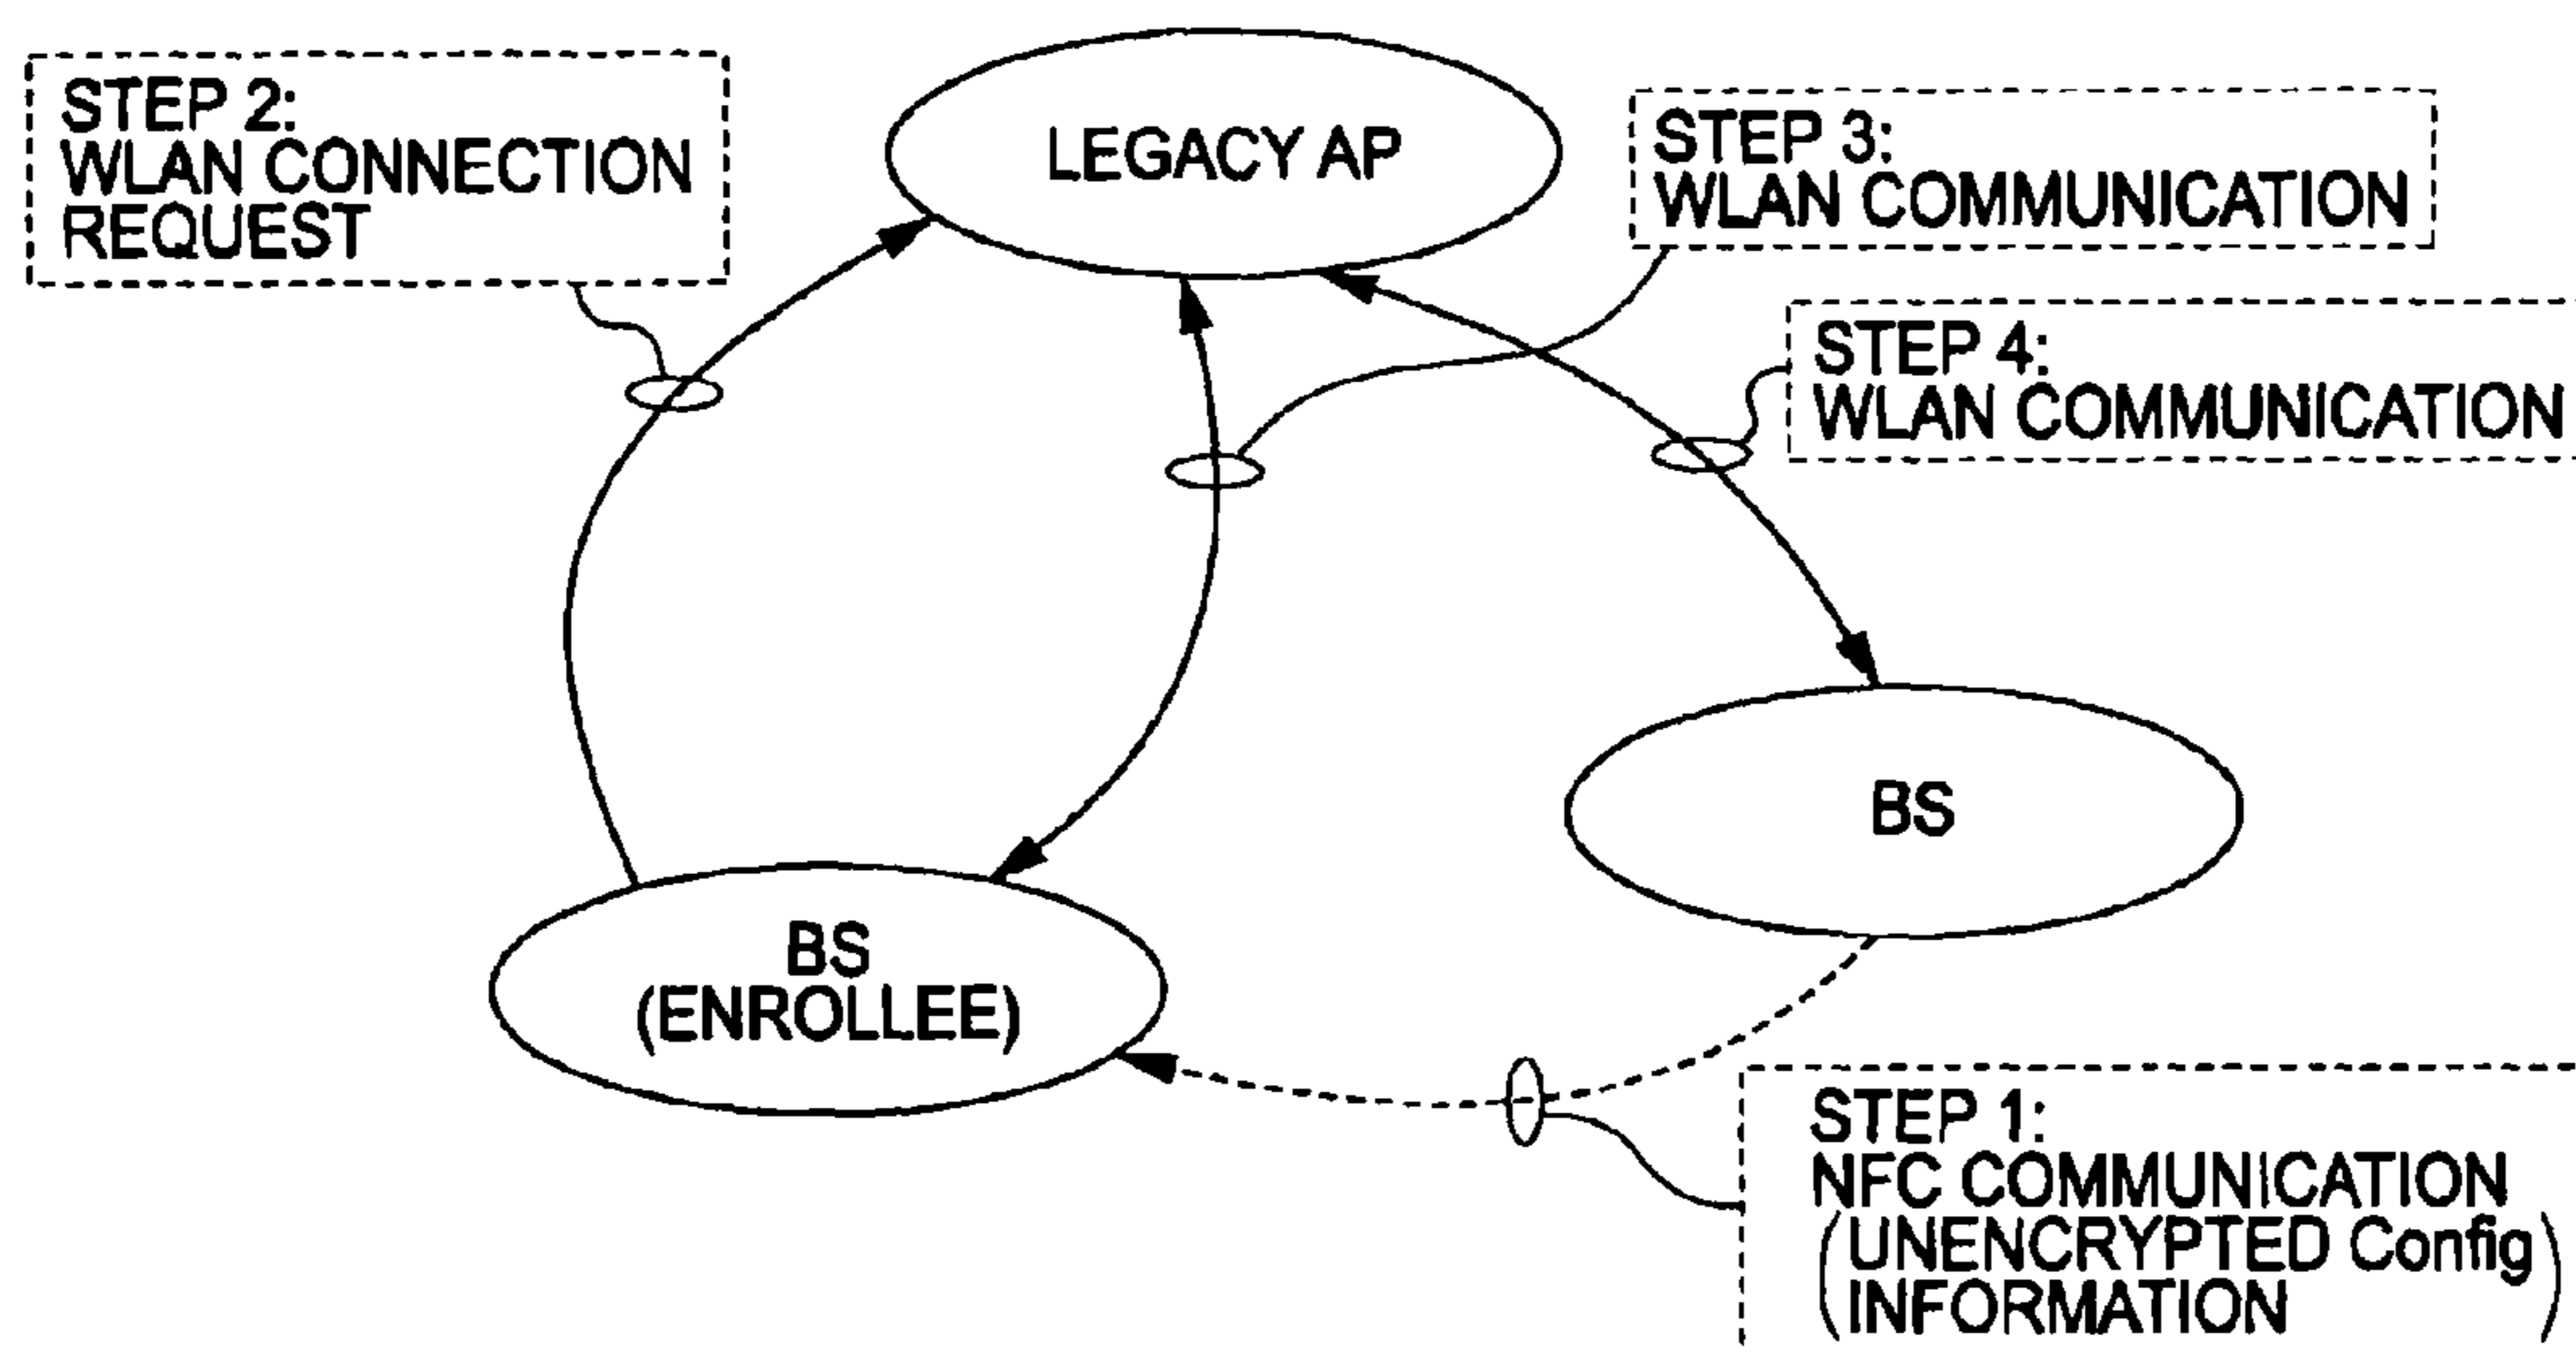 STEP 2:
WLAN CONNECTION
REQUEST
LEGACY AP
STEP 3:
WLAN COMMUNICATION
STEP 4:
WLAN COMMUNICATION
BS
BS
(ENROLLEE)
STEP 1:
NFC COMMUNICATION
(UNENCRYPTED Config
INFORMATION)